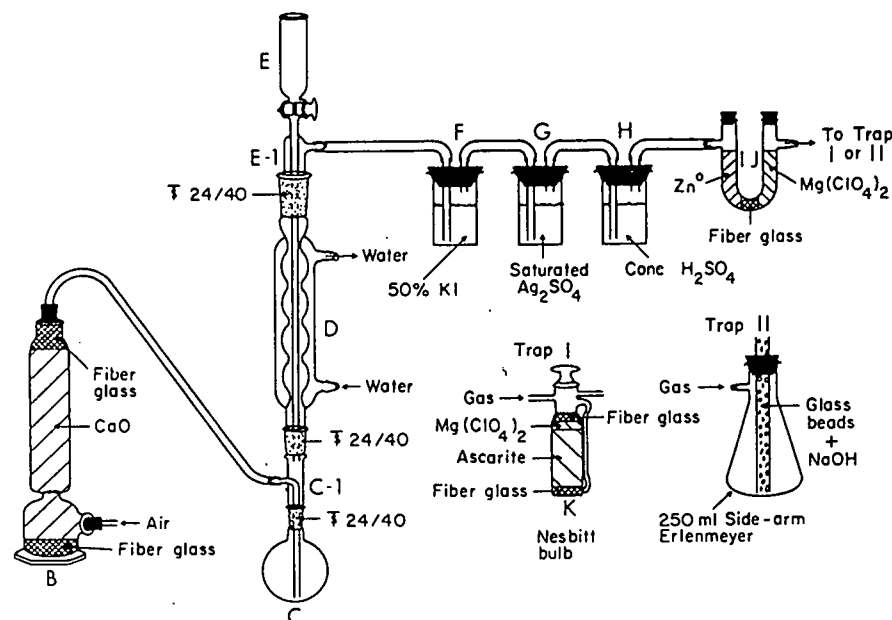 E
E-1
⍕ 24/40
F
G
H
I
J
To Trap
I or II
Zn°
Mg(ClO4)2
Fiber glass
50% KI
Saturated
Ag2SO4
Conc H2SO4
Water
D
Water
Fiber
glass
CaO
Air
Fiber glass
B
⍕ 24/40
C-1
⍕ 24/40
C
Trap I
Gas
Fiber glass
Mg(ClO4)2
Ascarite
Fiber glass
K
Nesbitt
bulb
Trap II
Gas
Glass
beads
+
NaOH
250 ml Side-arm
Erlenmeyer